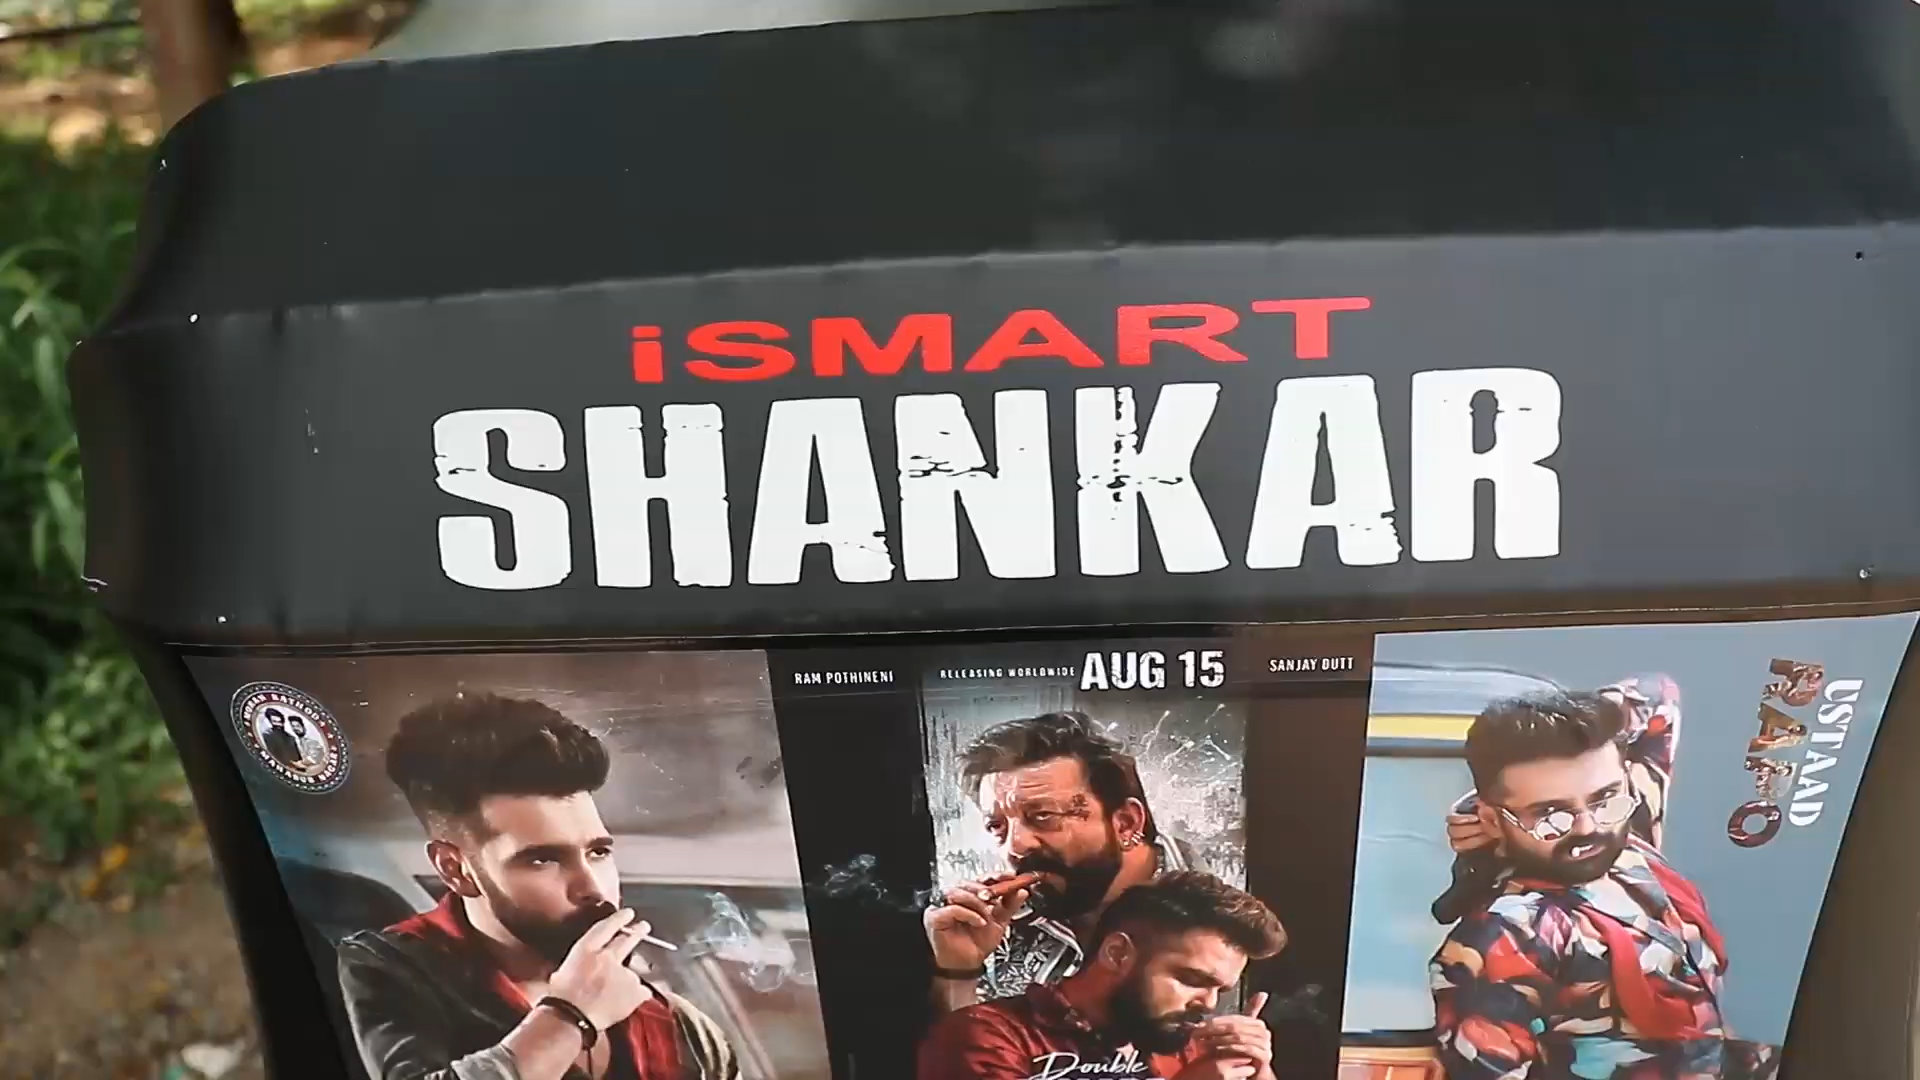 iSMART
SHANKAR
RAM POTHINENI
RELEASING WORLDWIDE AUG 15
SANJAY DUTT
USTAAD
RAPO
Double